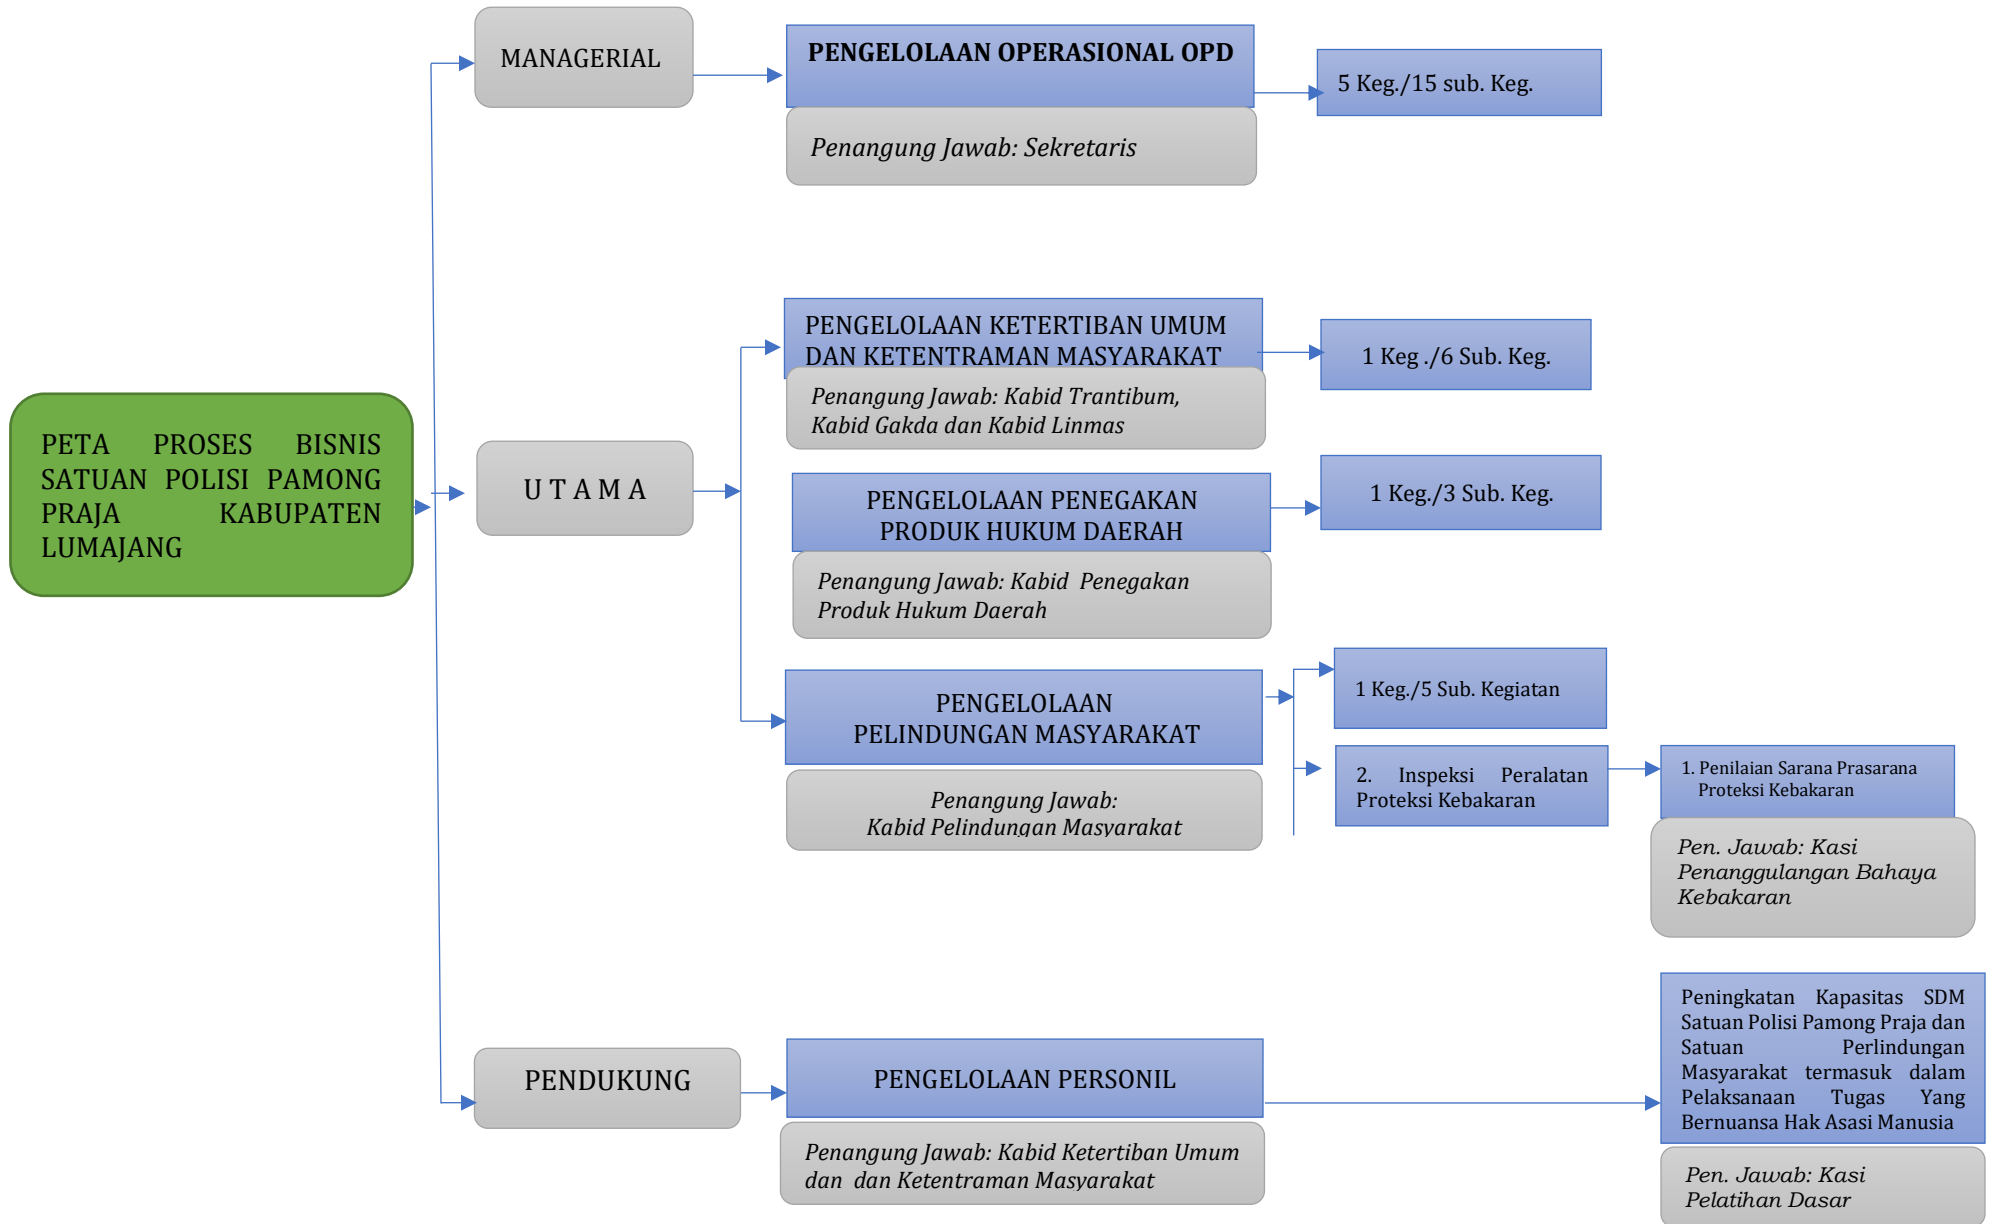 PETA PROSES BISNIS
SATUAN POLISI PAMONG
PRAJA KABUPATEN
LUMAJANG
MANAGERIAL
PENGELOLAAN OPERASIONAL OPD
Penangung Jawab: Sekretaris
5 Keg./15 sub. Keg.
U T A M A
PENGELOLAAN KETERTIBAN UMUM
DAN KETENTRAMAN MASYARAKAT
Penangung Jawab: Kabid Trantibum,
Kabid Gakda dan Kabid Linmas
1 Keg ./6 Sub. Keg.
PENGELOLAAN PENEGAKAN
PRODUK HUKUM DAERAH
Penangung Jawab: Kabid Penegakan
Produk Hukum Daerah
1 Keg./3 Sub. Keg.
PENGELOLAAN
PELINDUNGAN MASYARAKAT
Penangung Jawab:
Kabid Pelindungan Masyarakat
1 Keg./5 Sub. Kegiatan
2. Inspeksi Peralatan
Proteksi Kebakaran
1. Penilaian Sarana Prasarana
Proteksi Kebakaran
Pen. Jawab: Kasi
Penanggulangan Bahaya
Kebakaran
PENDUKUNG
PENGELOLAAN PERSONIL
Penangung Jawab: Kabid Ketertiban Umum
dan dan Ketentraman Masyarakat
Peningkatan Kapasitas SDM
Satuan Polisi Pamong Praja dan
Satuan Perlindungan
Masyarakat termasuk dalam
Pelaksanaan Tugas Yang
Bernuansa Hak Asasi Manusia
Pen. Jawab: Kasi
Pelatihan Dasar